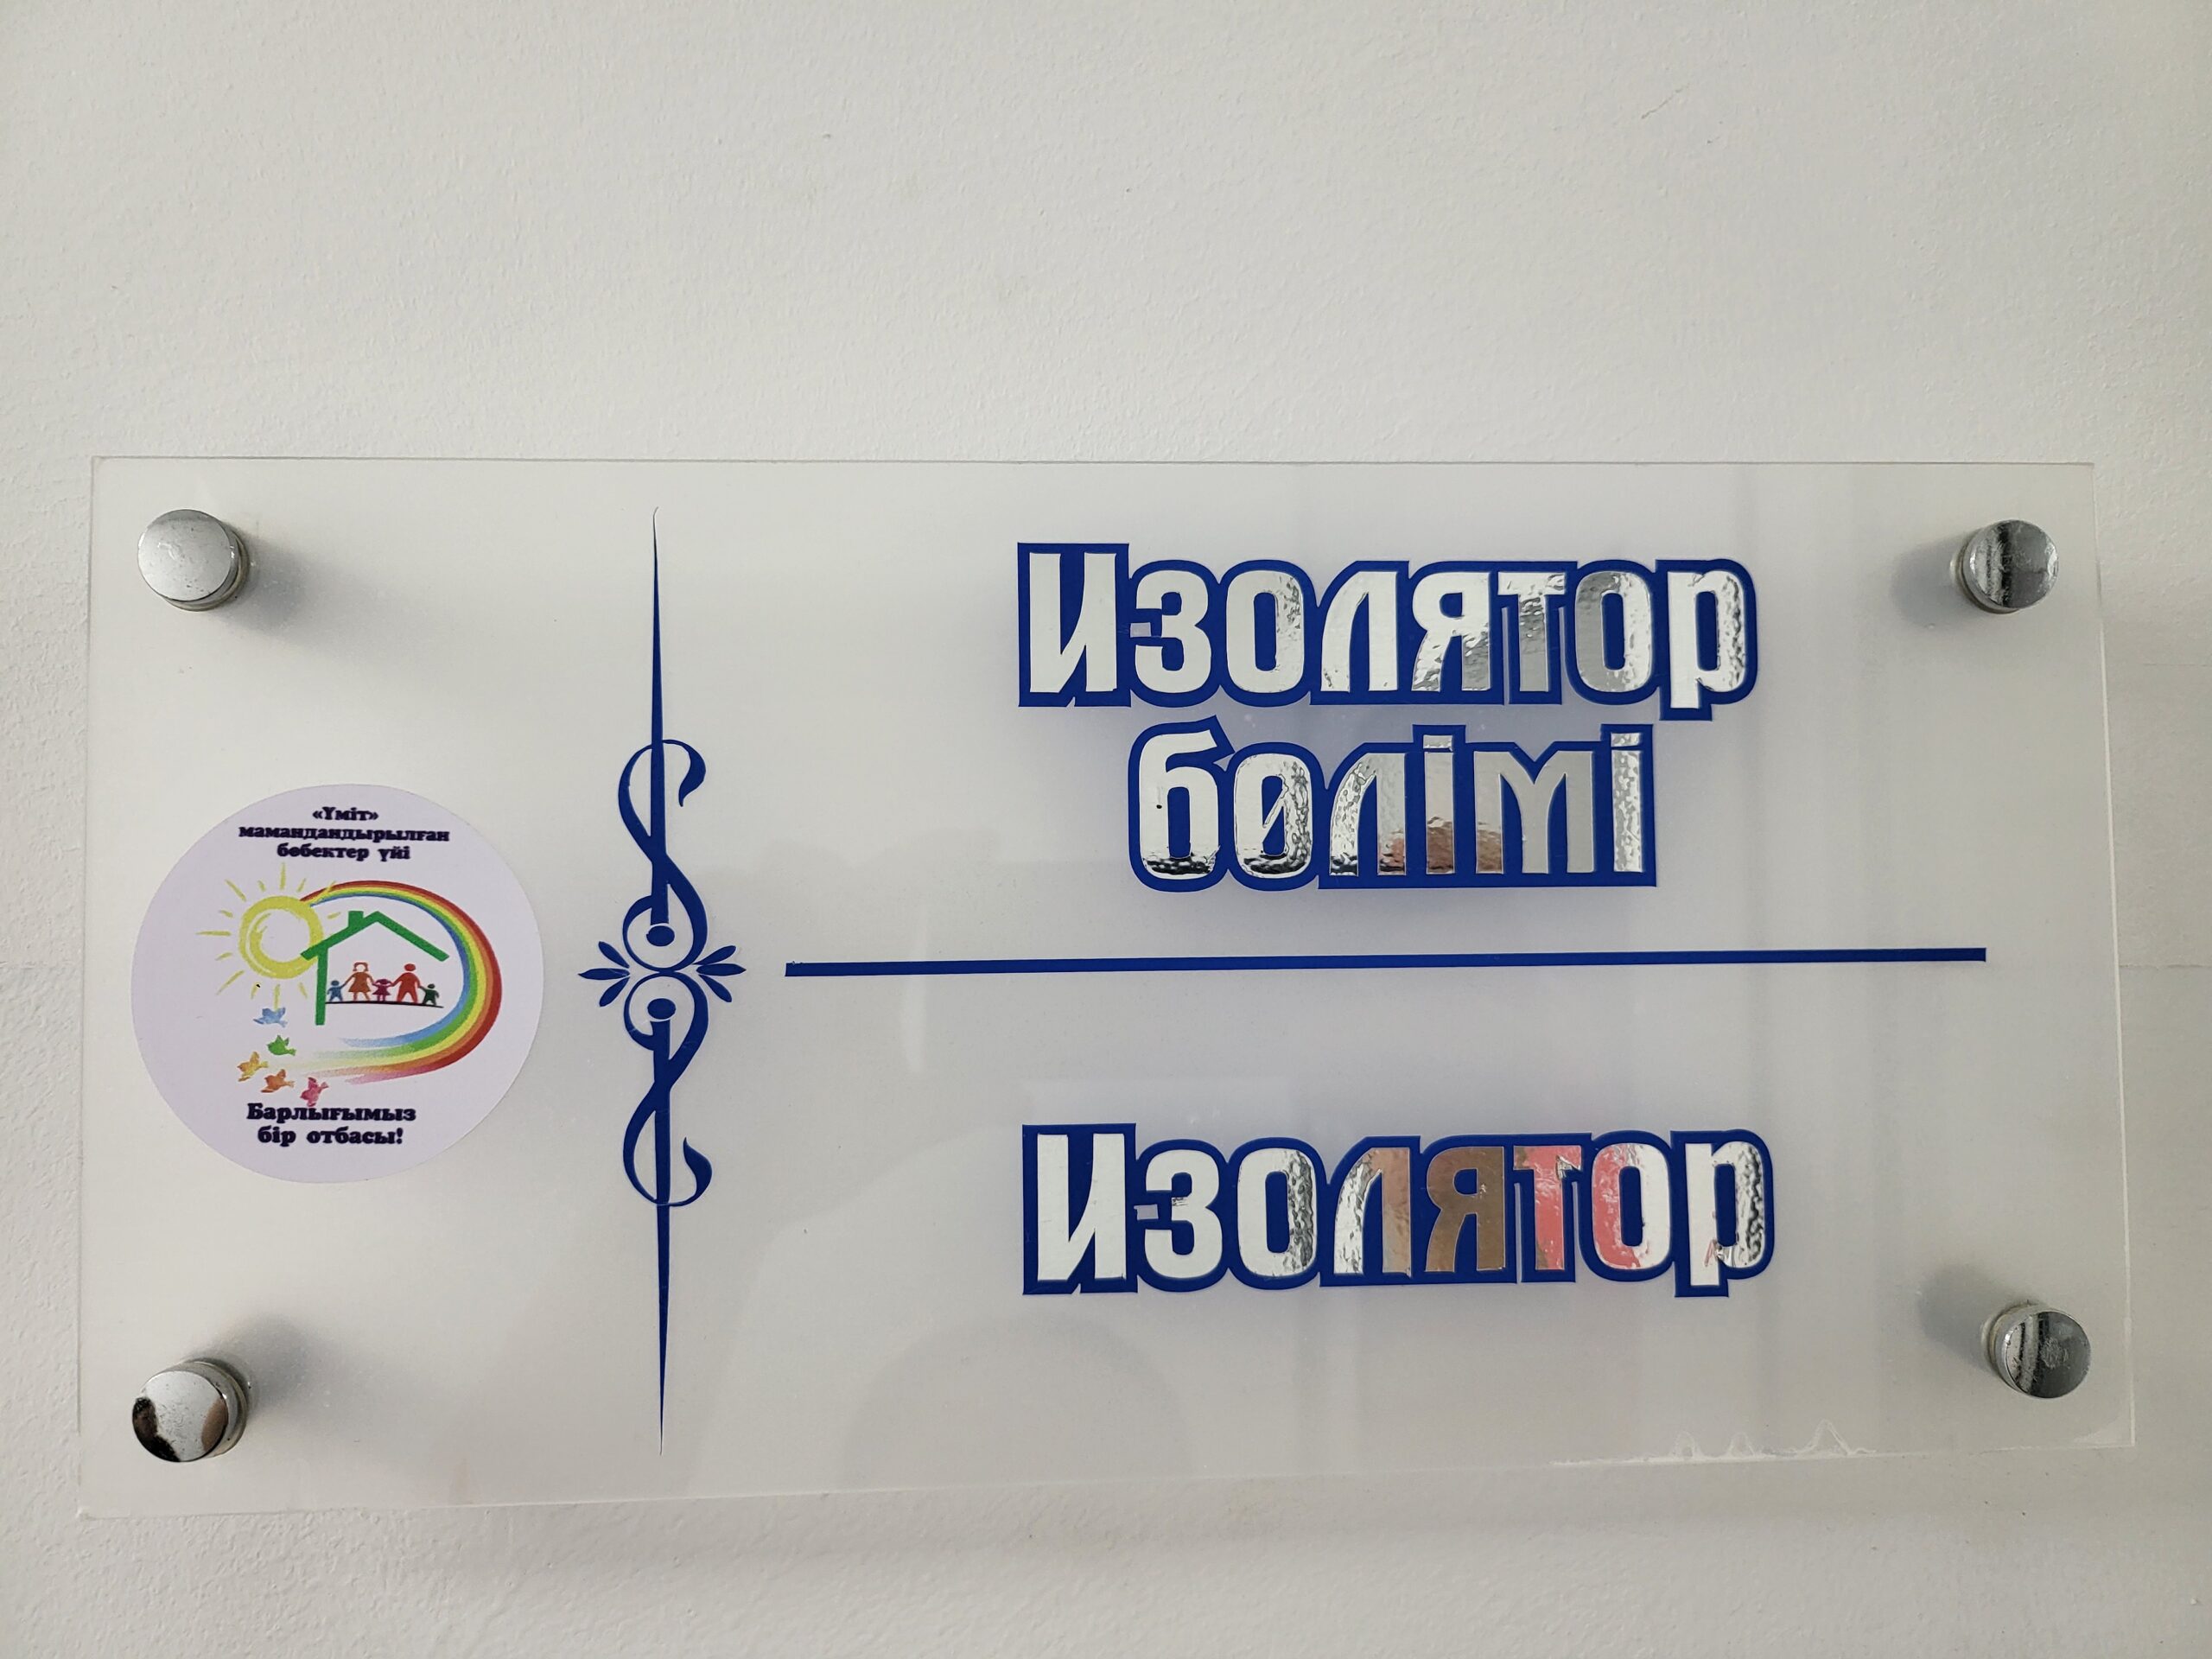 Изолятор
бөлімі
Изолятор
«Үміт»
мамандандырылған
бөбектер үйі
Барлығымыз
бір отбасы!